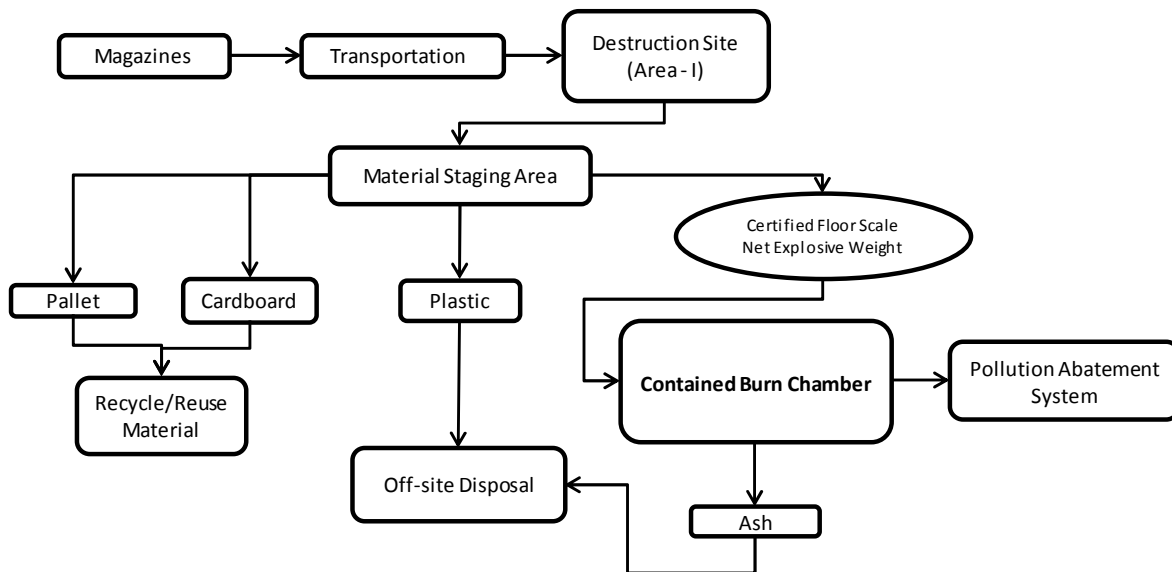 Magazines
Transportation
Destruction Site
(Area - I)
Material Staging Area
Certified Floor Scale
Net Explosive Weight
Pallet
Cardboard
Plastic
Contained Burn Chamber
Pollution Abatement
System
Recycle/Reuse
Material
Off-site Disposal
Ash